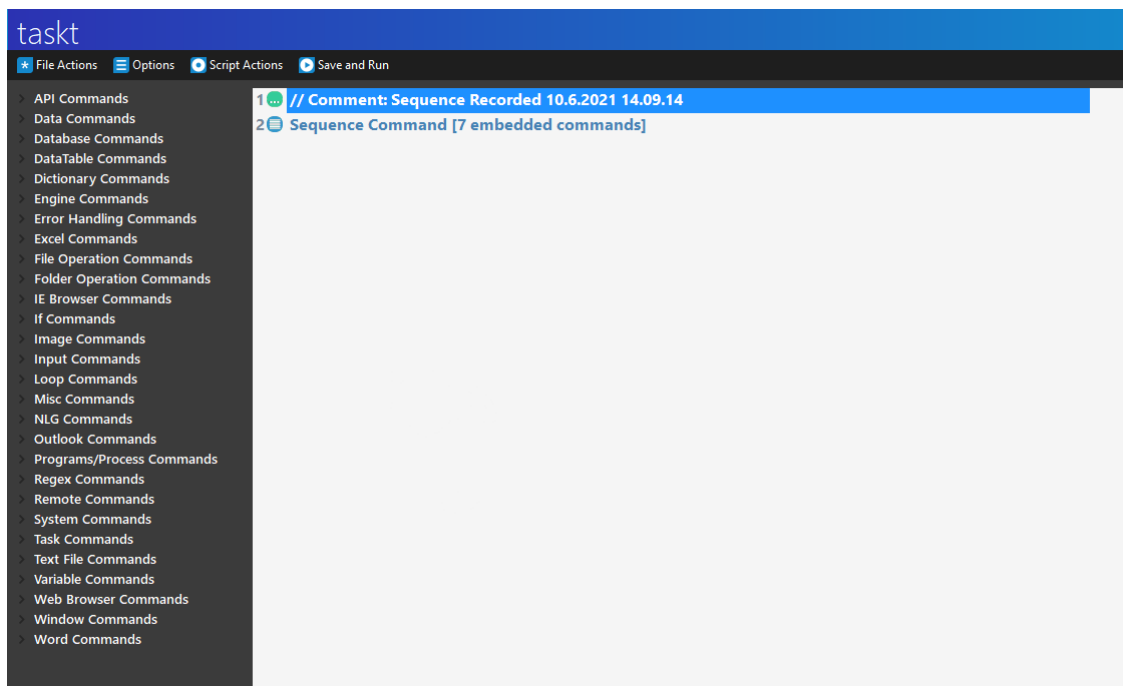 taskt
File Actions Options Script Actions Save and Run
API Commands
Data Commands
Database Commands
DataTable Commands
Dictionary Commands
Engine Commands
Error Handling Commands
Excel Commands
File Operation Commands
Folder Operation Commands
IE Browser Commands
If Commands
Image Commands
Input Commands
Loop Commands
Misc Commands
NLG Commands
Outlook Commands
Programs/Process Commands
Regex Commands
Remote Commands
System Commands
Task Commands
Text File Commands
Variable Commands
Web Browser Commands
Window Commands
Word Commands
1 // Comment: Sequence Recorded 10.6.2021 14.09.14
2 Sequence Command [7 embedded commands]